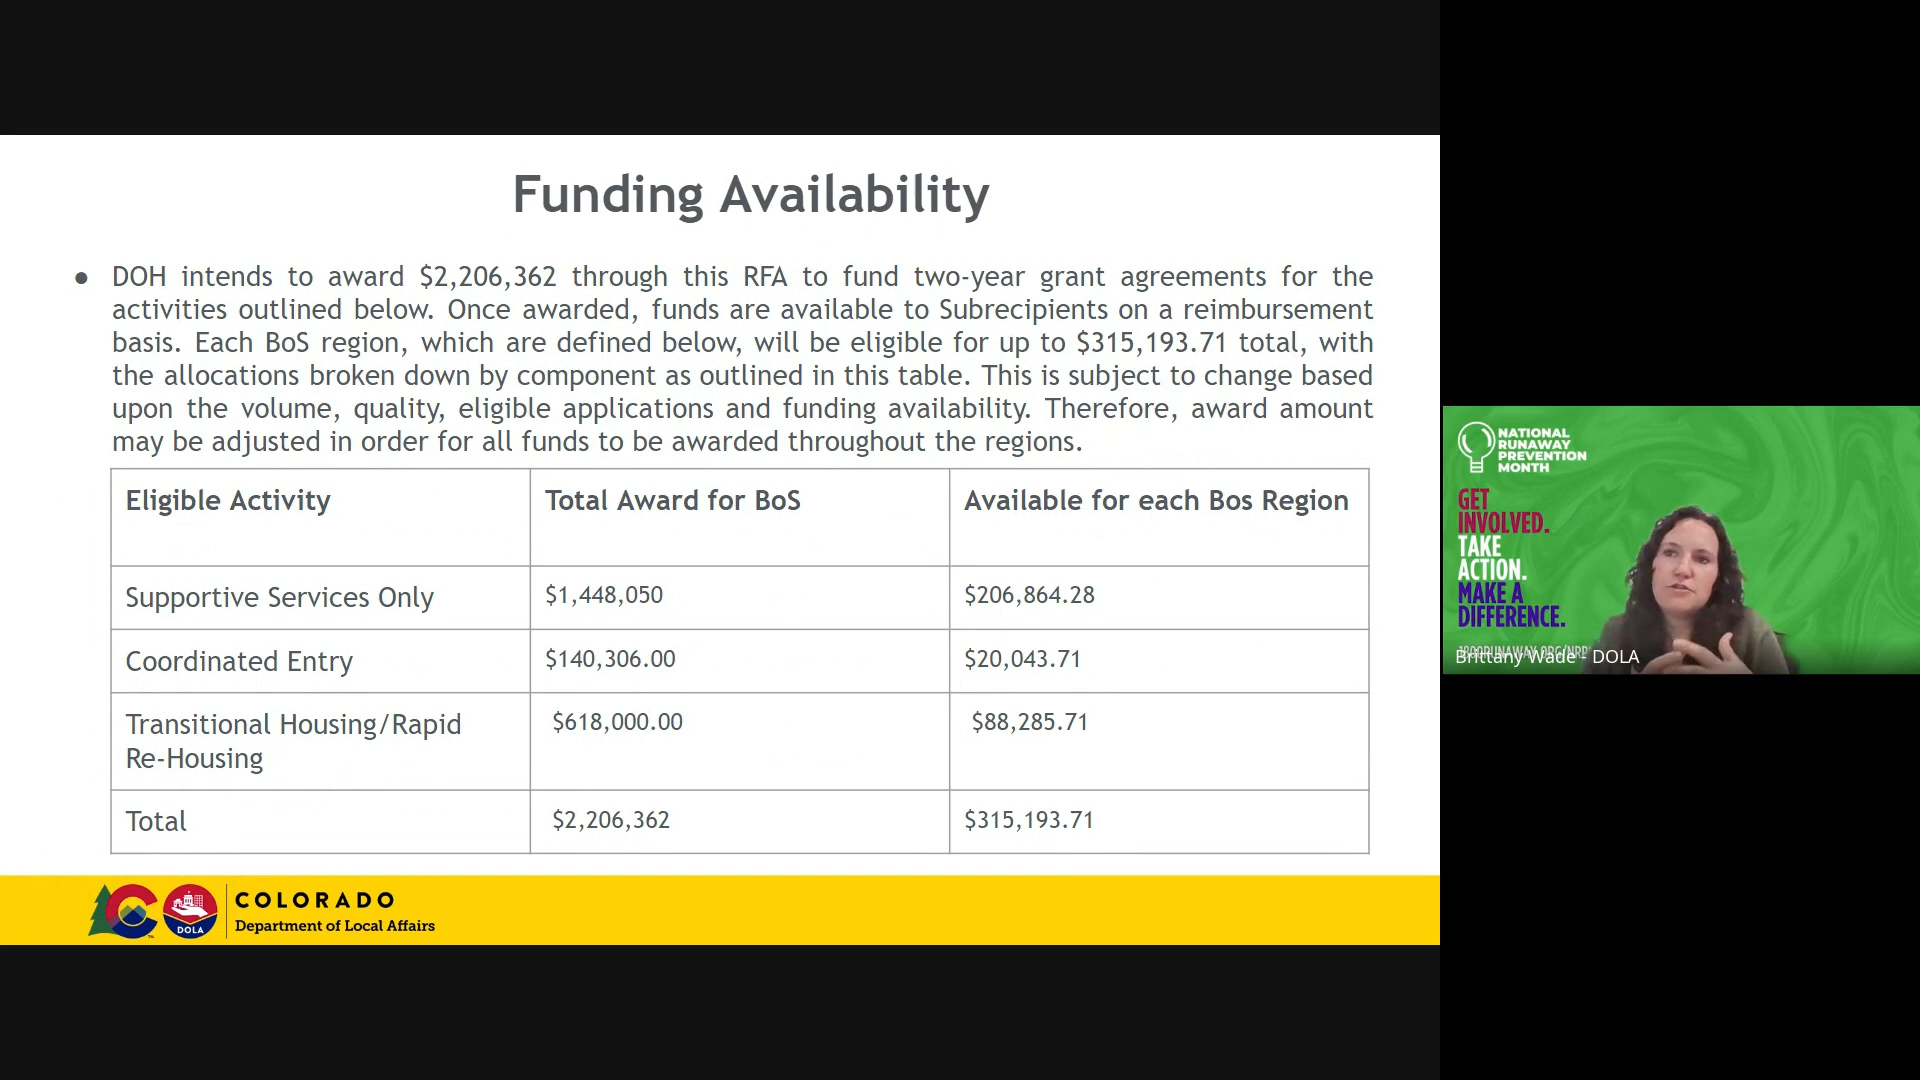 Funding Availability
● DOH intends to award $2,206,362 through this RFA to fund two-year grant agreements for the
activities outlined below. Once awarded, funds are available to Subrecipients on a reimbursement
basis. Each BoS region, which are defined below, will be eligible for up to $315,193.71 total, with
the allocations broken down by component as outlined in this table. This is subject to change based
upon the volume, quality, eligible applications and funding availability. Therefore, award amount
may be adjusted in order for all funds to be awarded throughout the regions.
Eligible Activity Total Award for BoS Available for each Bos Region
Supportive Services Only $1,448,050 $206,864.28
Coordinated Entry $140,306.00 $20,043.71
Transitional Housing/Rapid $618,000.00 $88,285.71
Re-Housing
Total $2,206,362 $315,193.71
DOLA
COLORADO
Department of Local Affairs
NATIONAL
RUNAWAY
PREVENTION
MONTH
GET
INVOLVED.
TAKE
ACTION.
MAKE A
DIFFERENCE.
Brittany Wade - DOLA